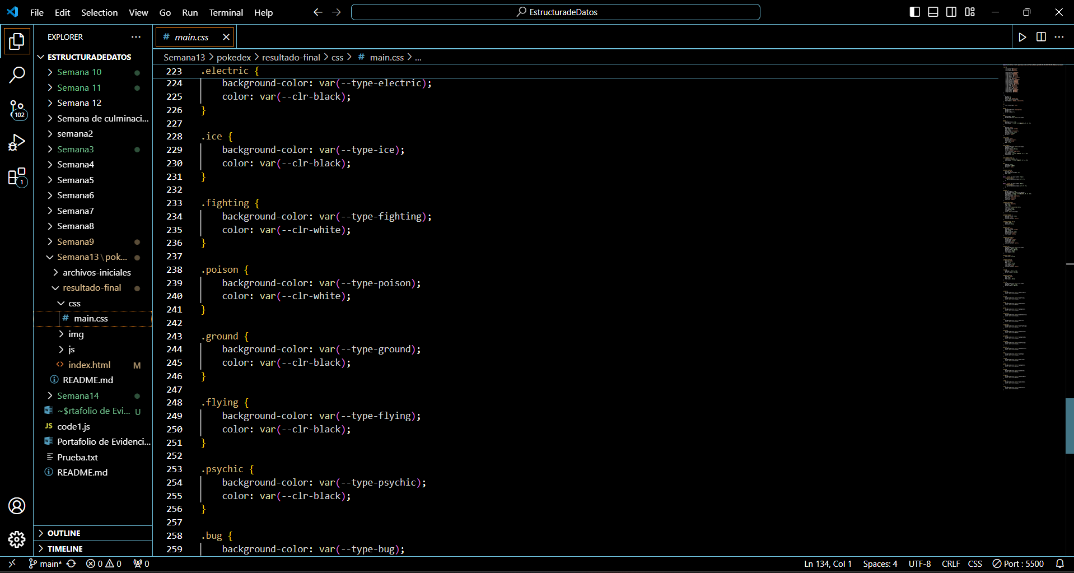 File Edit Selection View Go Run Terminal Help
EstructuradeDatos
EXPLORER
ESTRUCTURADEDATOS
Semana 10
Semana 11
Semana 12
Semana de culminaci...
semana2
Semana3
Semana4
Semana5
Semana6
Semana7
Semana8
Semana9
Semana13 \ pok...
archivos-iniciales
resultado-final
css
# main.css
img
js
<> index.html M
README.md
Semana14
~$rtafolio de Evi... U
JS code1.js
Portafolio de Evidenci...
Prueba.txt
README.md
OUTLINE
TIMELINE
102
1
# main.css
Semana13 > pokedex > resultado-final > css > # main.css > ...
223 .electric {
224 background-color: var(--type-electric);
225 color: var(--clr-black);
226 }
227
228 .ice {
229 background-color: var(--type-ice);
230 color: var(--clr-black);
231 }
232
233 .fighting {
234 background-color: var(--type-fighting);
235 color: var(--clr-white);
236 }
237
238 .poison {
239 background-color: var(--type-poison);
240 color: var(--clr-white);
241 }
242
243 .ground {
244 background-color: var(--type-ground);
245 color: var(--clr-black);
246 }
247
248 .flying {
249 background-color: var(--type-flying);
250 color: var(--clr-black);
251 }
252
253 .psychic {
254 background-color: var(--type-psychic);
255 color: var(--clr-black);
256 }
257
258 .bug {
259 background-color: var(--type-bug);
main* 0 0 0 Ln 134, Col 1 Spaces: 4 UTF-8 CRLF CSS Port : 5500